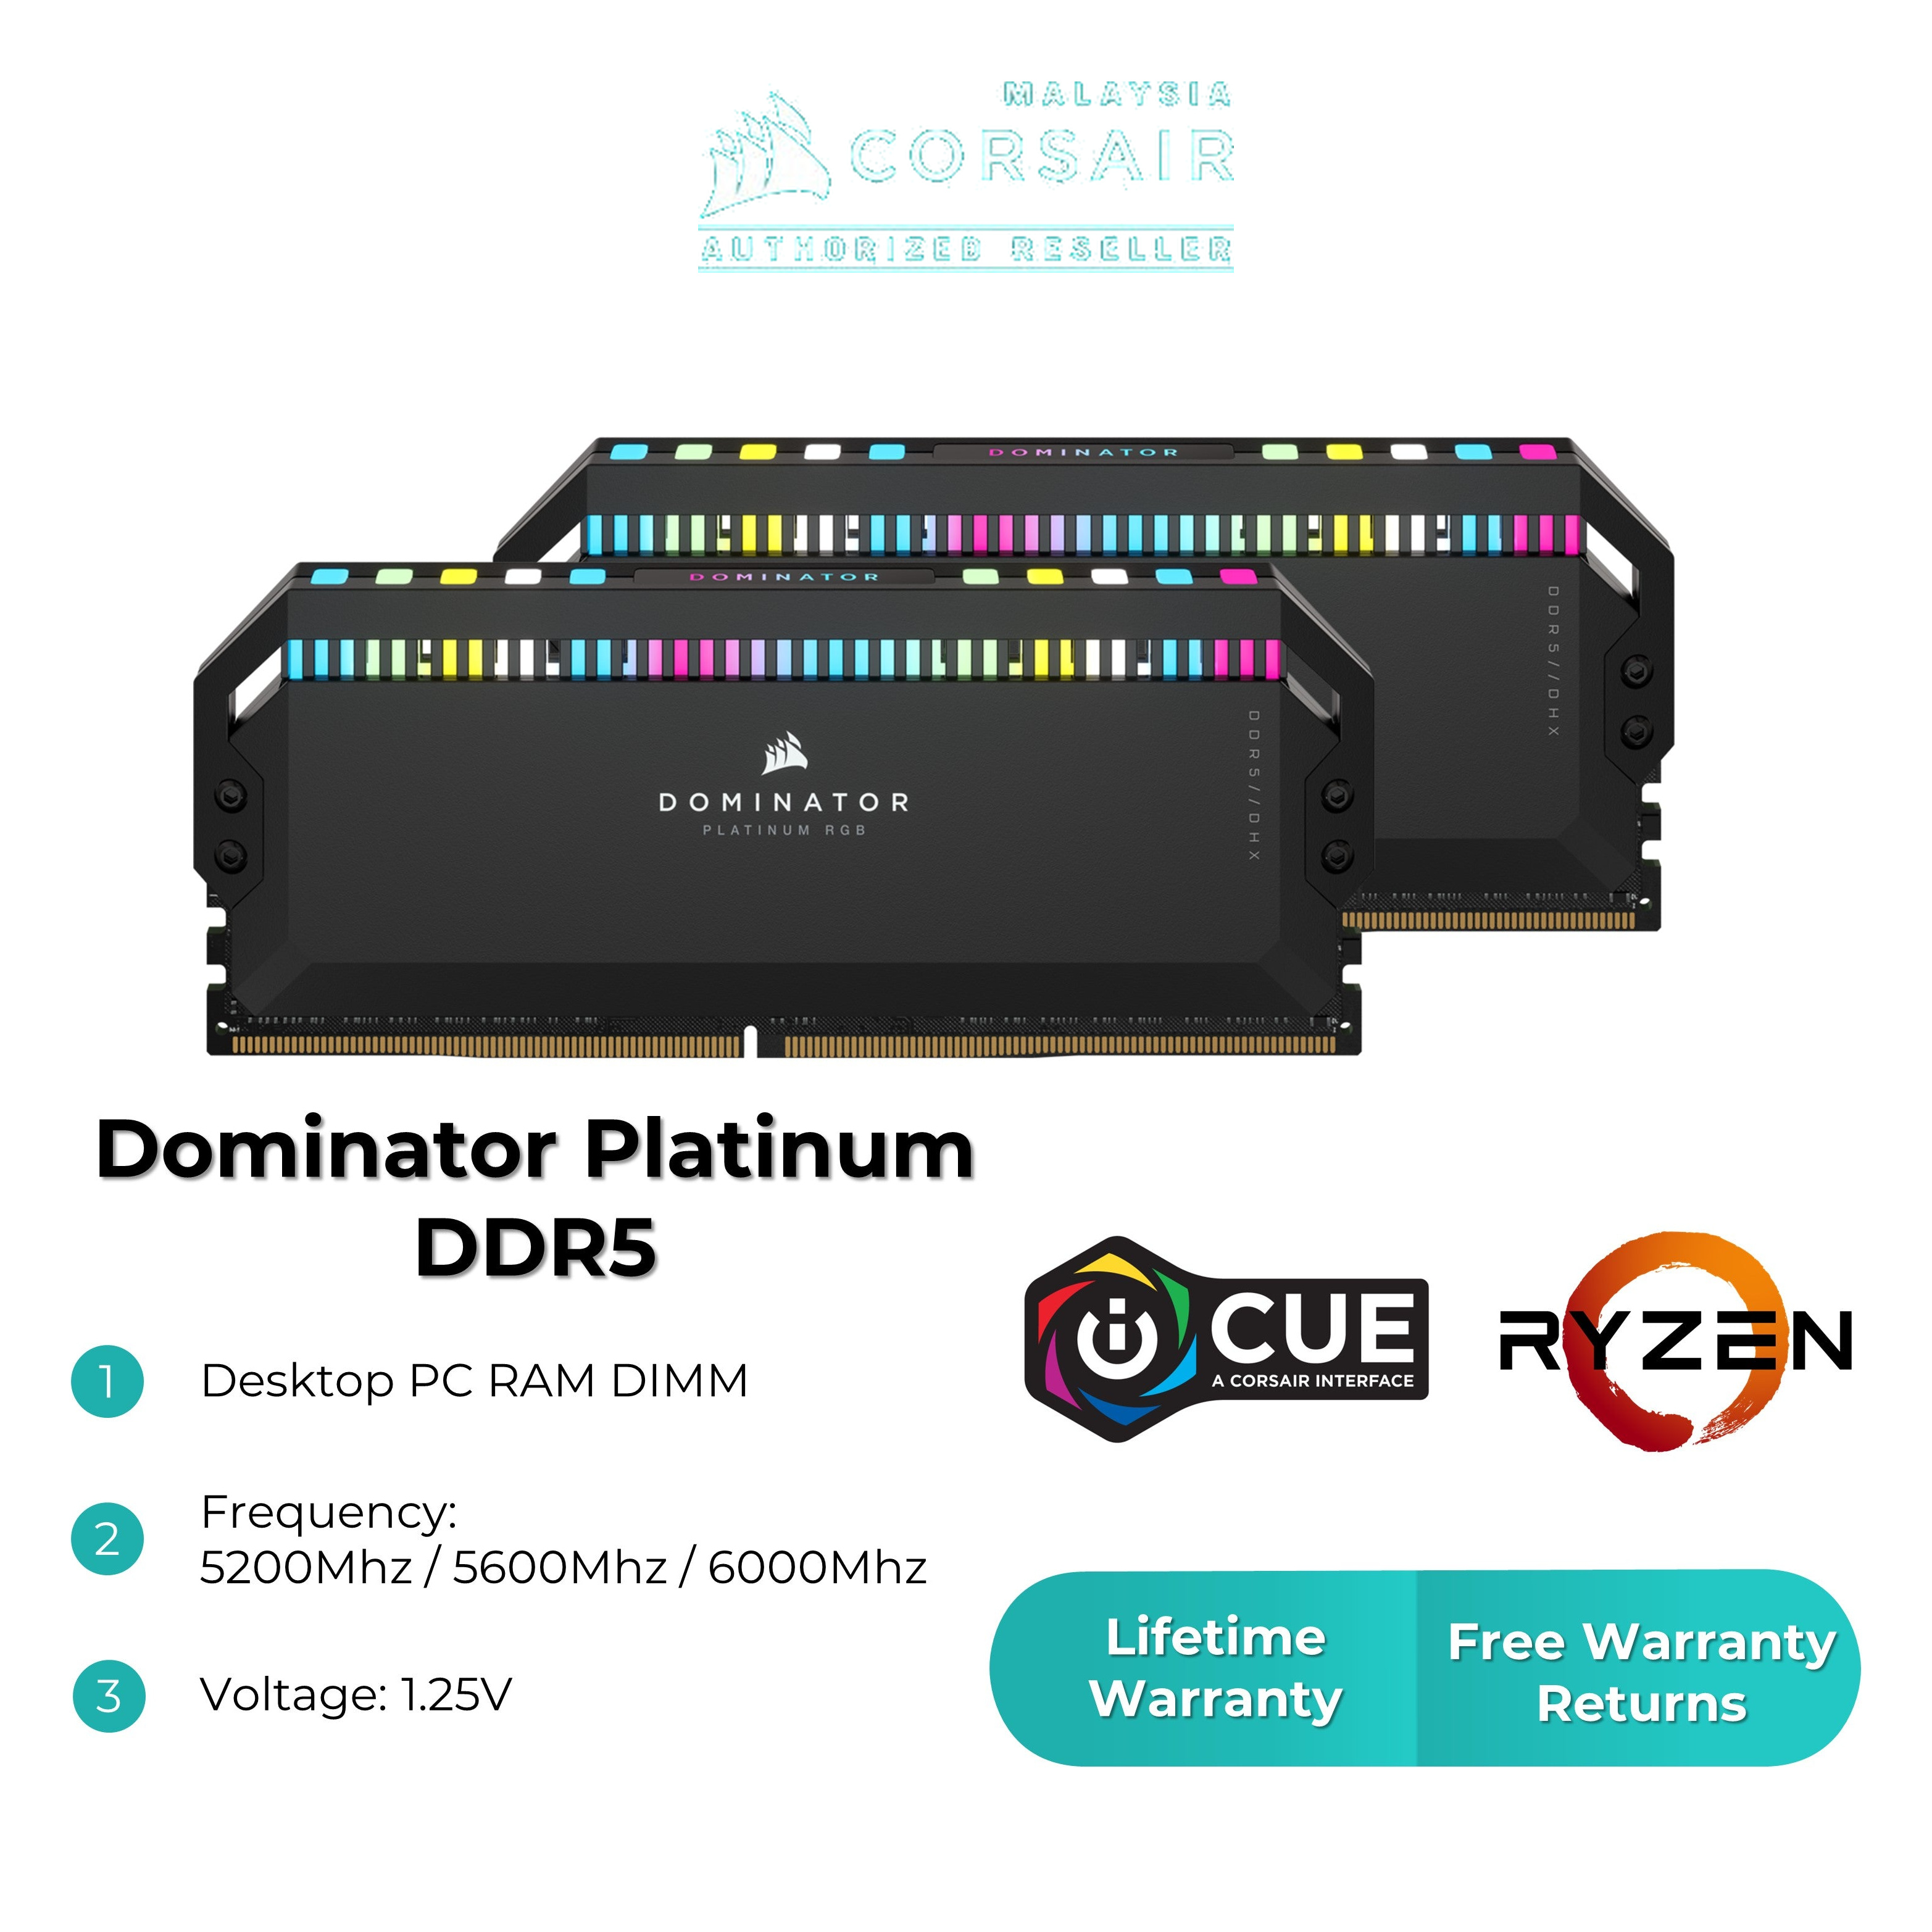 MALAYSIA
CORSAIR
AUTHORIZED RESELLER
DOMINATOR
DDR5//DHX
DOMINATOR
DOMINATOR
PLATINUM RGB
DDR5//DHX
Dominator Platinum
DDR5
1 Desktop PC RAM DIMM
2 Frequency:
5200Mhz / 5600Mhz / 6000Mhz
3 Voltage: 1.25V
iCUE
A CORSAIR INTERFACE
RYZEN
Lifetime
Warranty
Free Warranty
Returns